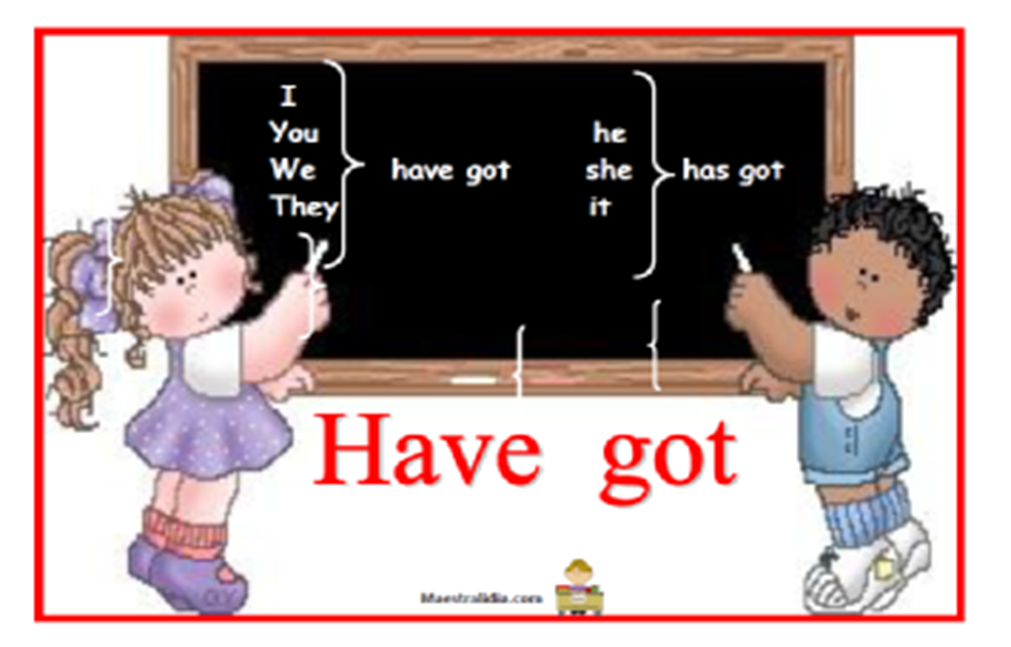 I
You
We
They
have got
he
she
it
has got
Have got
Maestralidia.com